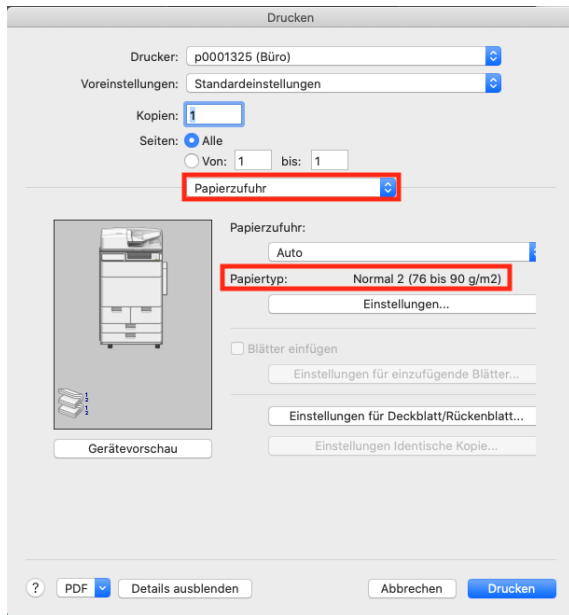 Drucken
Drucker: p0001325 (Büro)
Voreinstellungen: Standardeinstellungen
Kopien: 1
Seiten: Alle
Von: 1 bis: 1
Papierzufuhr
Papierzufuhr:
Auto
Papiertyp: Normal 2 (76 bis 90 g/m2)
Einstellungen...
Blätter einfügen
Einstellungen für einzufügende Blätter...
Einstellungen für Deckblatt/Rückenblatt...
Gerätevorschau Einstellungen Identische Kopie...
? PDF Details ausblenden Abbrechen Drucken